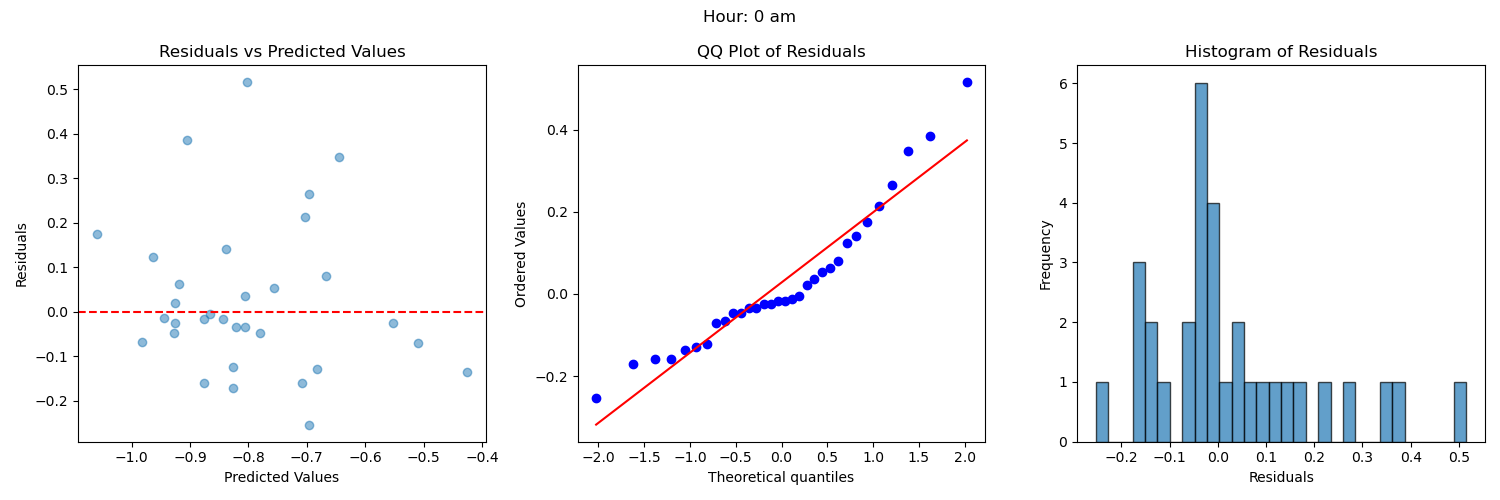 Hour: 0 am
Residuals vs Predicted Values
Residuals
0.5
0.4
0.3
0.2
0.1
0.0
−0.1
−0.2
−1.0 −0.9 −0.8 −0.7 −0.6 −0.5 −0.4
Predicted Values
QQ Plot of Residuals
Ordered Values
0.4
0.2
0.0
−0.2
−2.0 −1.5 −1.0 −0.5 0.0 0.5 1.0 1.5 2.0
Theoretical quantiles
Histogram of Residuals
Frequency
6
5
4
3
2
1
0
−0.2 −0.1 0.0 0.1 0.2 0.3 0.4 0.5
Residuals